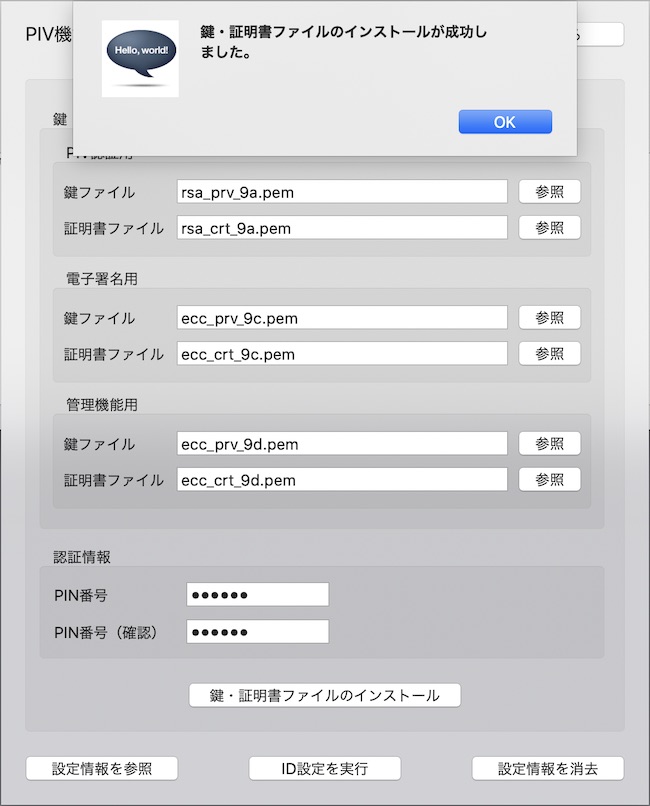 PIV機
鍵・証明書ファイルのインストールが成功し
ました。
Hello, world!
OK
鍵
PIV認証用
鍵ファイル
rsa_prv_9a.pem
参照
証明書ファイル
rsa_crt_9a.pem
参照
電子署名用
鍵ファイル
ecc_prv_9c.pem
参照
証明書ファイル
ecc_crt_9c.pem
参照
管理機能用
鍵ファイル
ecc_prv_9d.pem
参照
証明書ファイル
ecc_crt_9d.pem
参照
認証情報
PIN番号
●●●●●●
PIN番号（確認）
●●●●●●
鍵・証明書ファイルのインストール
設定情報を参照
ID設定を実行
設定情報を消去